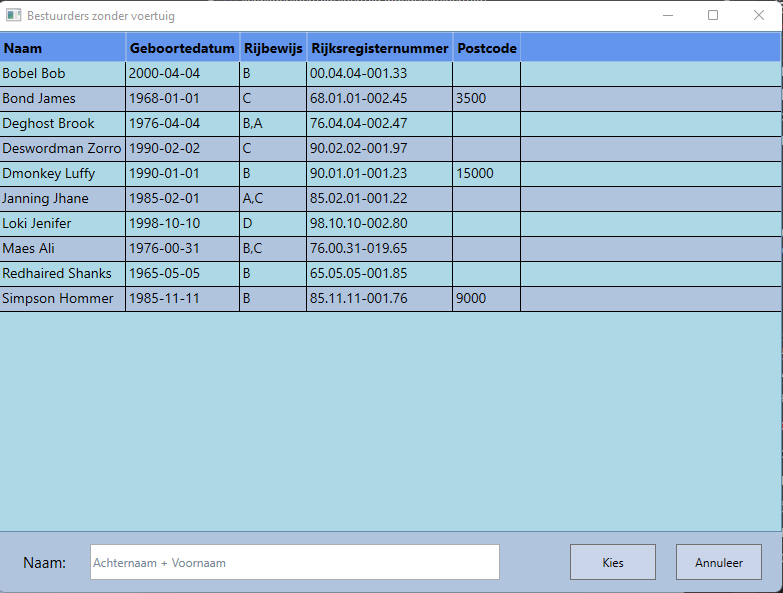 Bestuurders zonder voertuig
Naam Geboortedatum Rijbewijs Rijksregisternummer Postcode
Bobel Bob 2000-04-04 B 00.04.04-001.33
Bond James 1968-01-01 C 68.01.01-002.45 3500
Deghost Brook 1976-04-04 B,A 76.04.04-002.47
Deswordman Zorro 1990-02-02 C 90.02.02-001.97
Dmonkey Luffy 1990-01-01 B 90.01.01-001.23 15000
Janning Jhane 1985-02-01 A,C 85.02.01-001.22
Loki Jenifer 1998-10-10 D 98.10.10-002.80
Maes Ali 1976-00-31 B,C 76.00.31-019.65
Redhaired Shanks 1965-05-05 B 65.05.05-001.85
Simpson Hommer 1985-11-11 B 85.11.11-001.76 9000
Naam: Achternaam + Voornaam Kies Annuleer